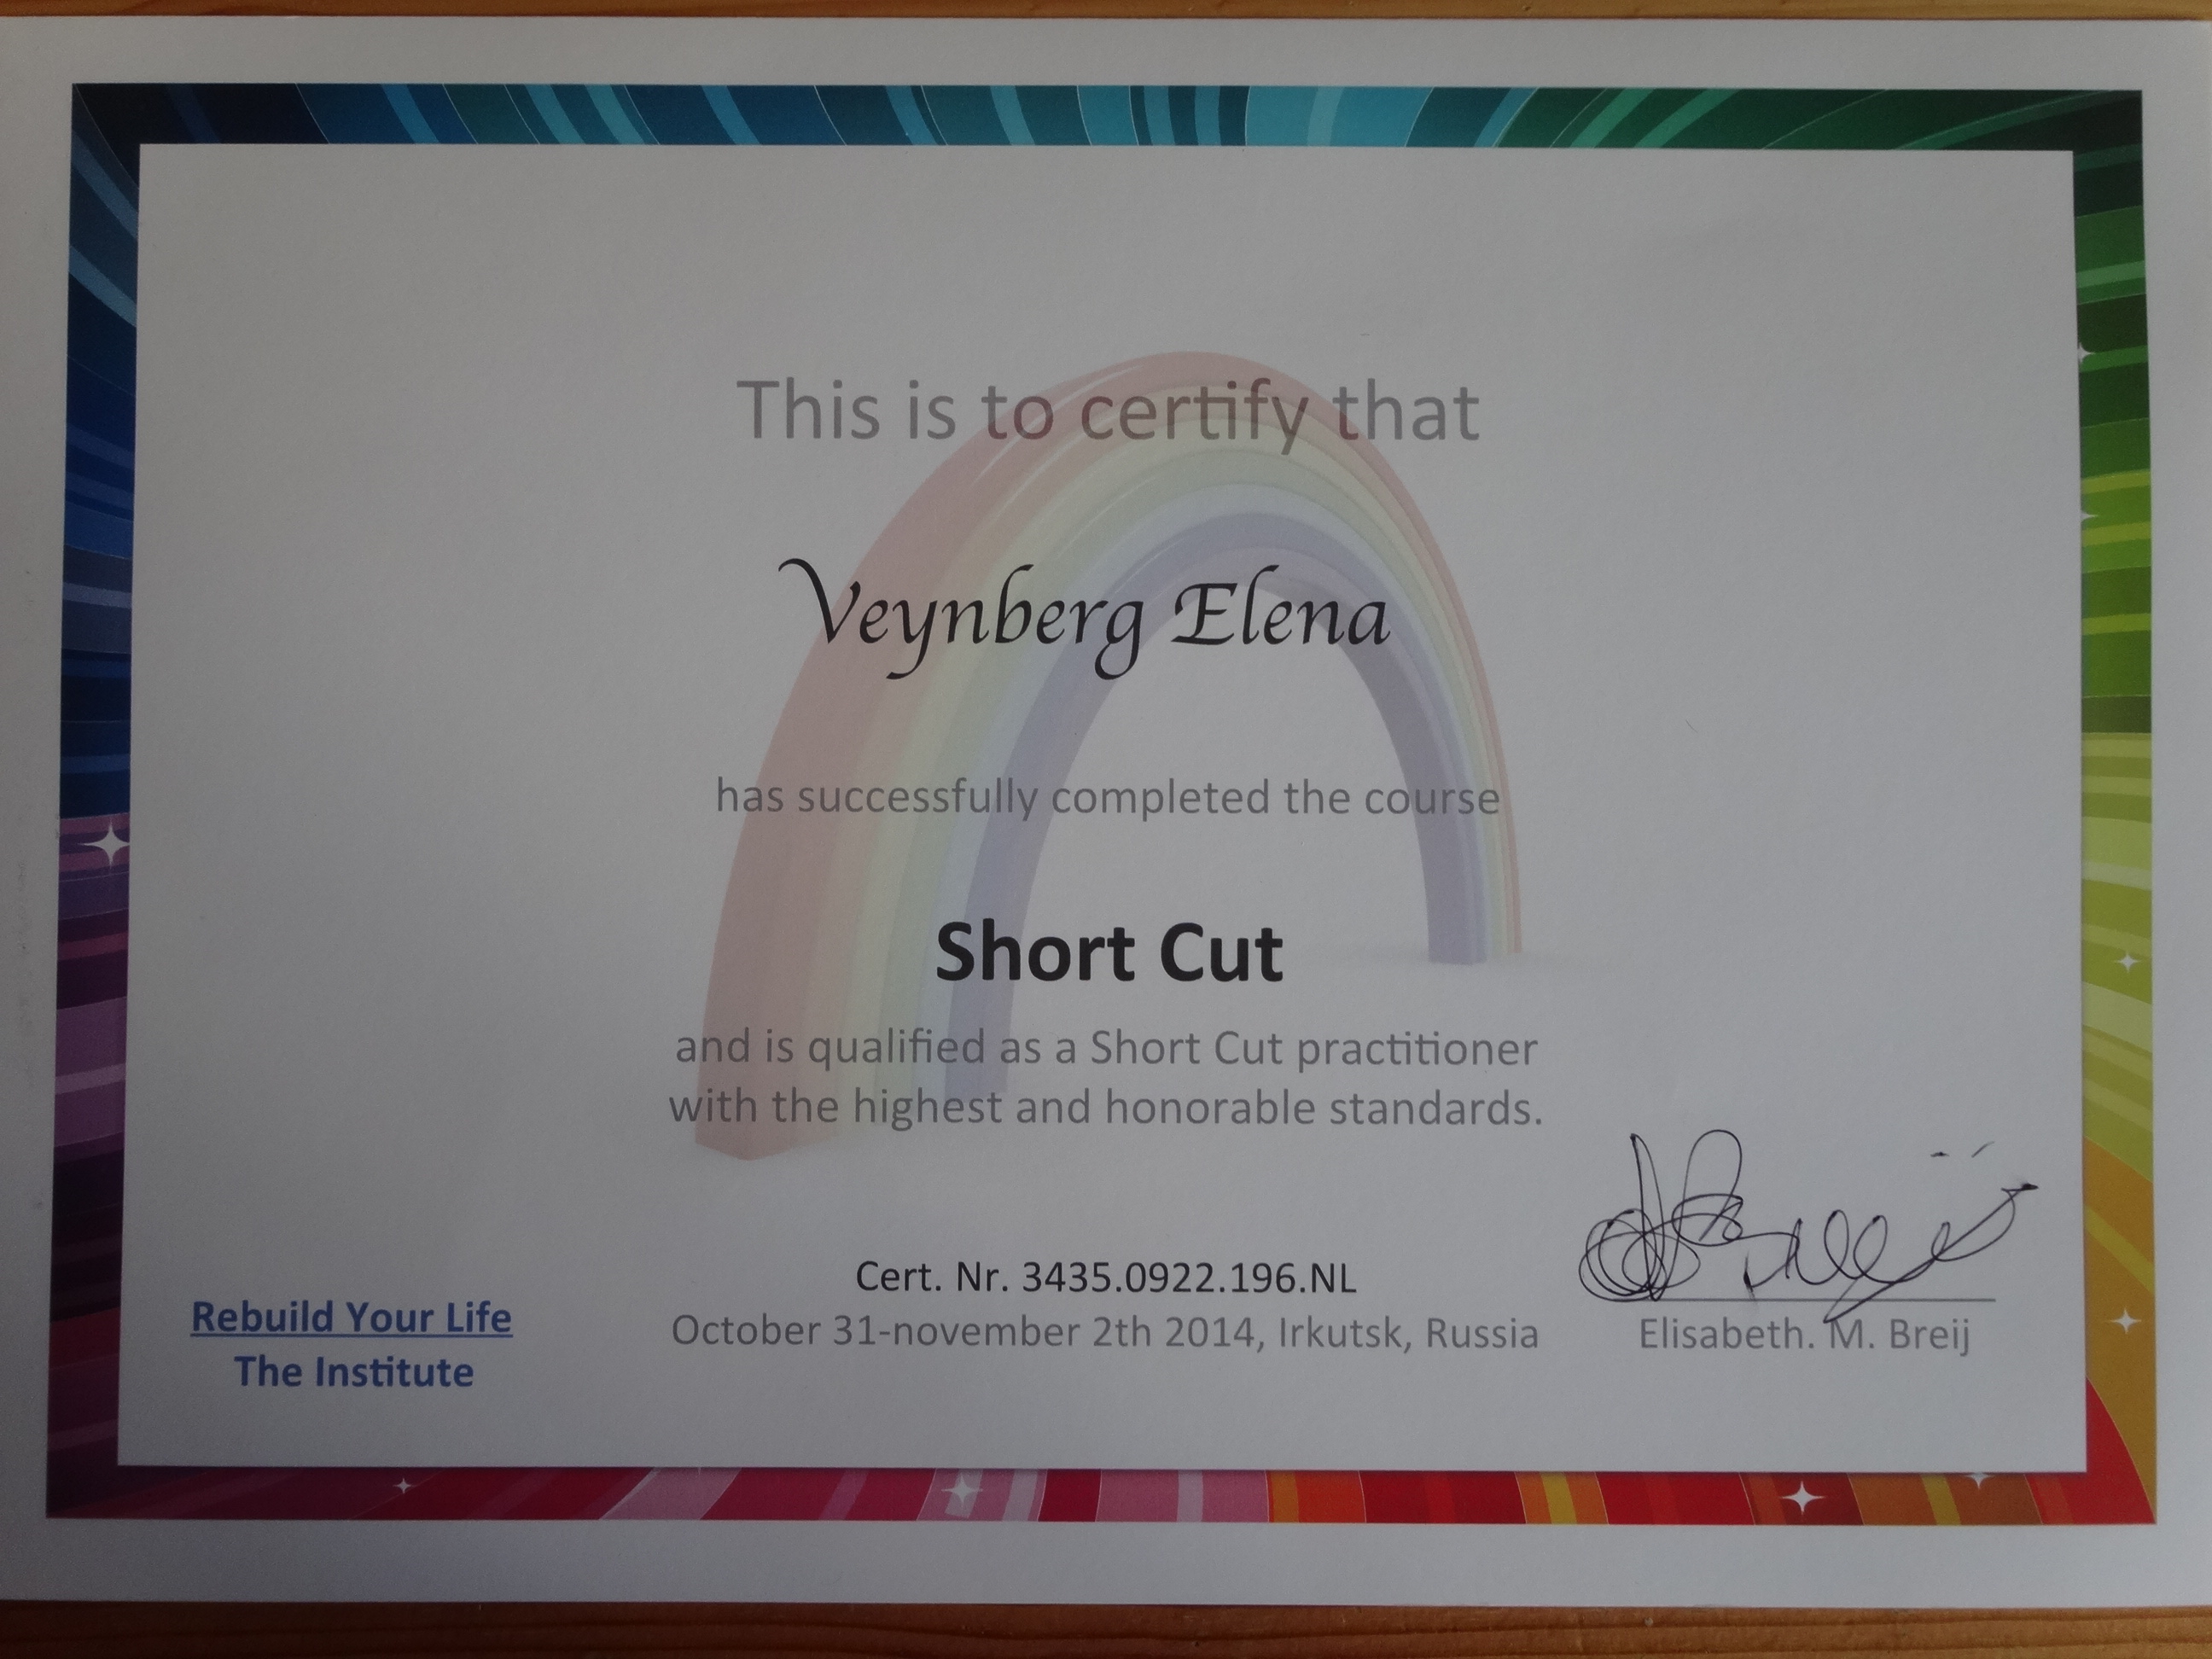 This is to certify that
Veynberg Elena
has successfully completed the course
Short Cut
and is qualified as a Short Cut practitioner
with the highest and honorable standards.
Cert. Nr. 3435.0922.196.NL
October 31-november 2th 2014, Irkutsk, Russia
Rebuild Your Life
The Institute
Elisabeth. M. Breij